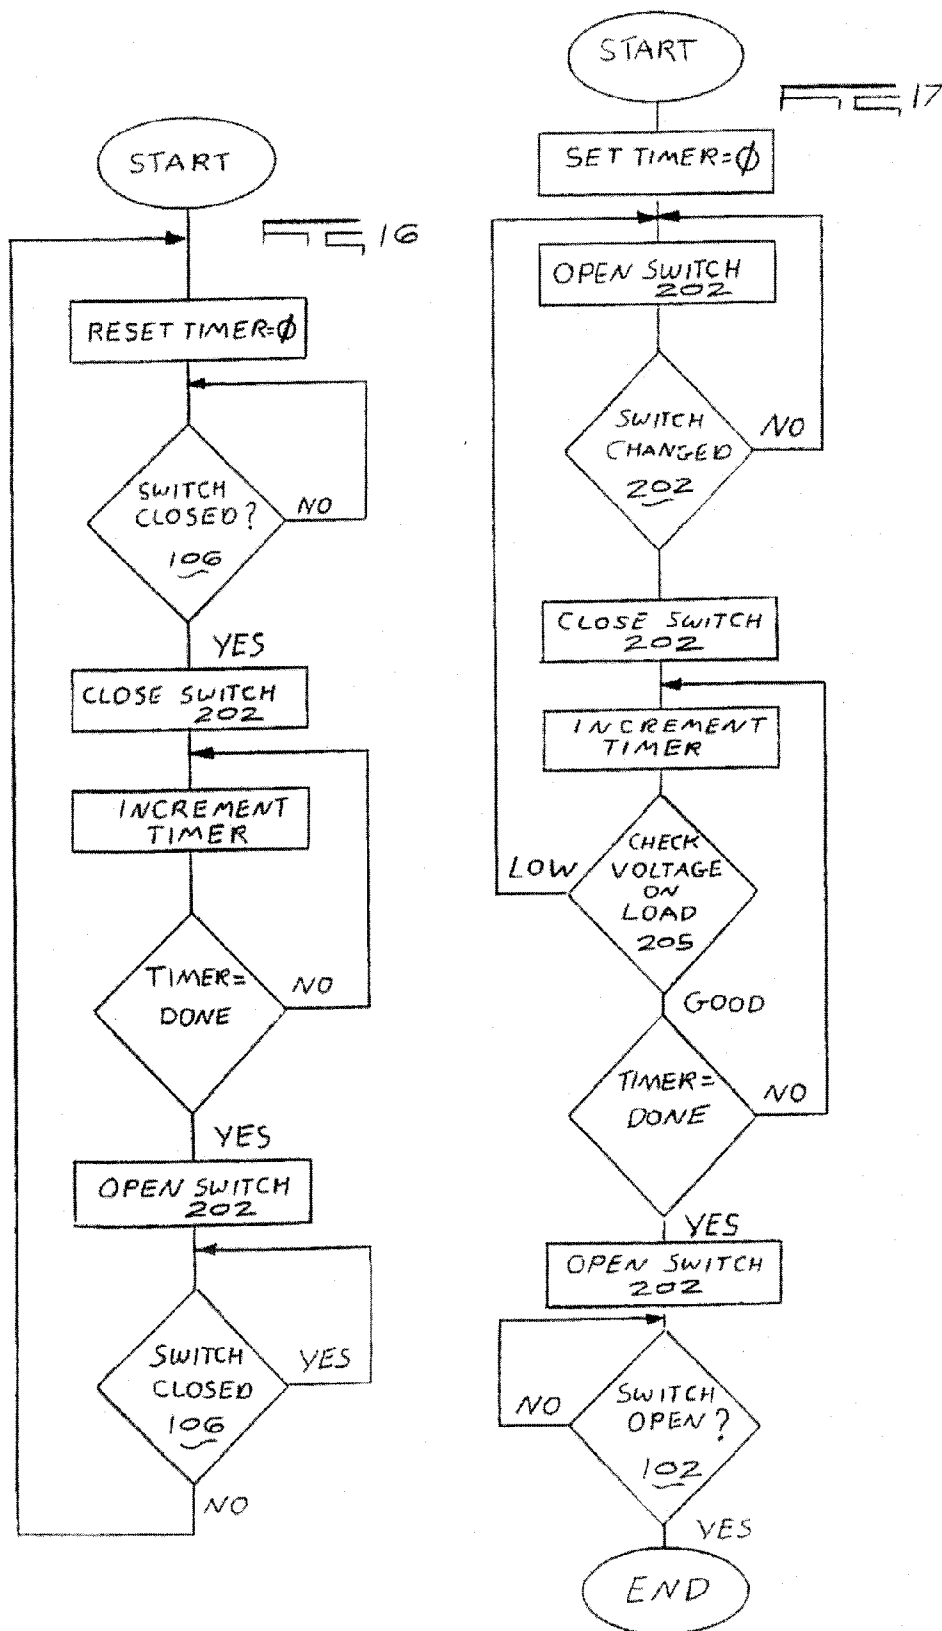 START
FIG 16
RESET TIMER=Ø
SWITCH
CLOSED?
106
NO
YES
CLOSE SWITCH
202
INCREMENT
TIMER
TIMER=
DONE
NO
YES
OPEN SWITCH
202
SWITCH
CLOSED
106
YES
NO
START
FIG 17
SET TIMER=Ø
OPEN SWITCH
202
SWITCH
CHANGED
202
NO
CLOSE SWITCH
202
INCREMENT
TIMER
CHECK
VOLTAGE
ON
LOAD
205
LOW
GOOD
TIMER=
DONE
NO
YES
OPEN SWITCH
202
SWITCH
OPEN?
102
NO
YES
END